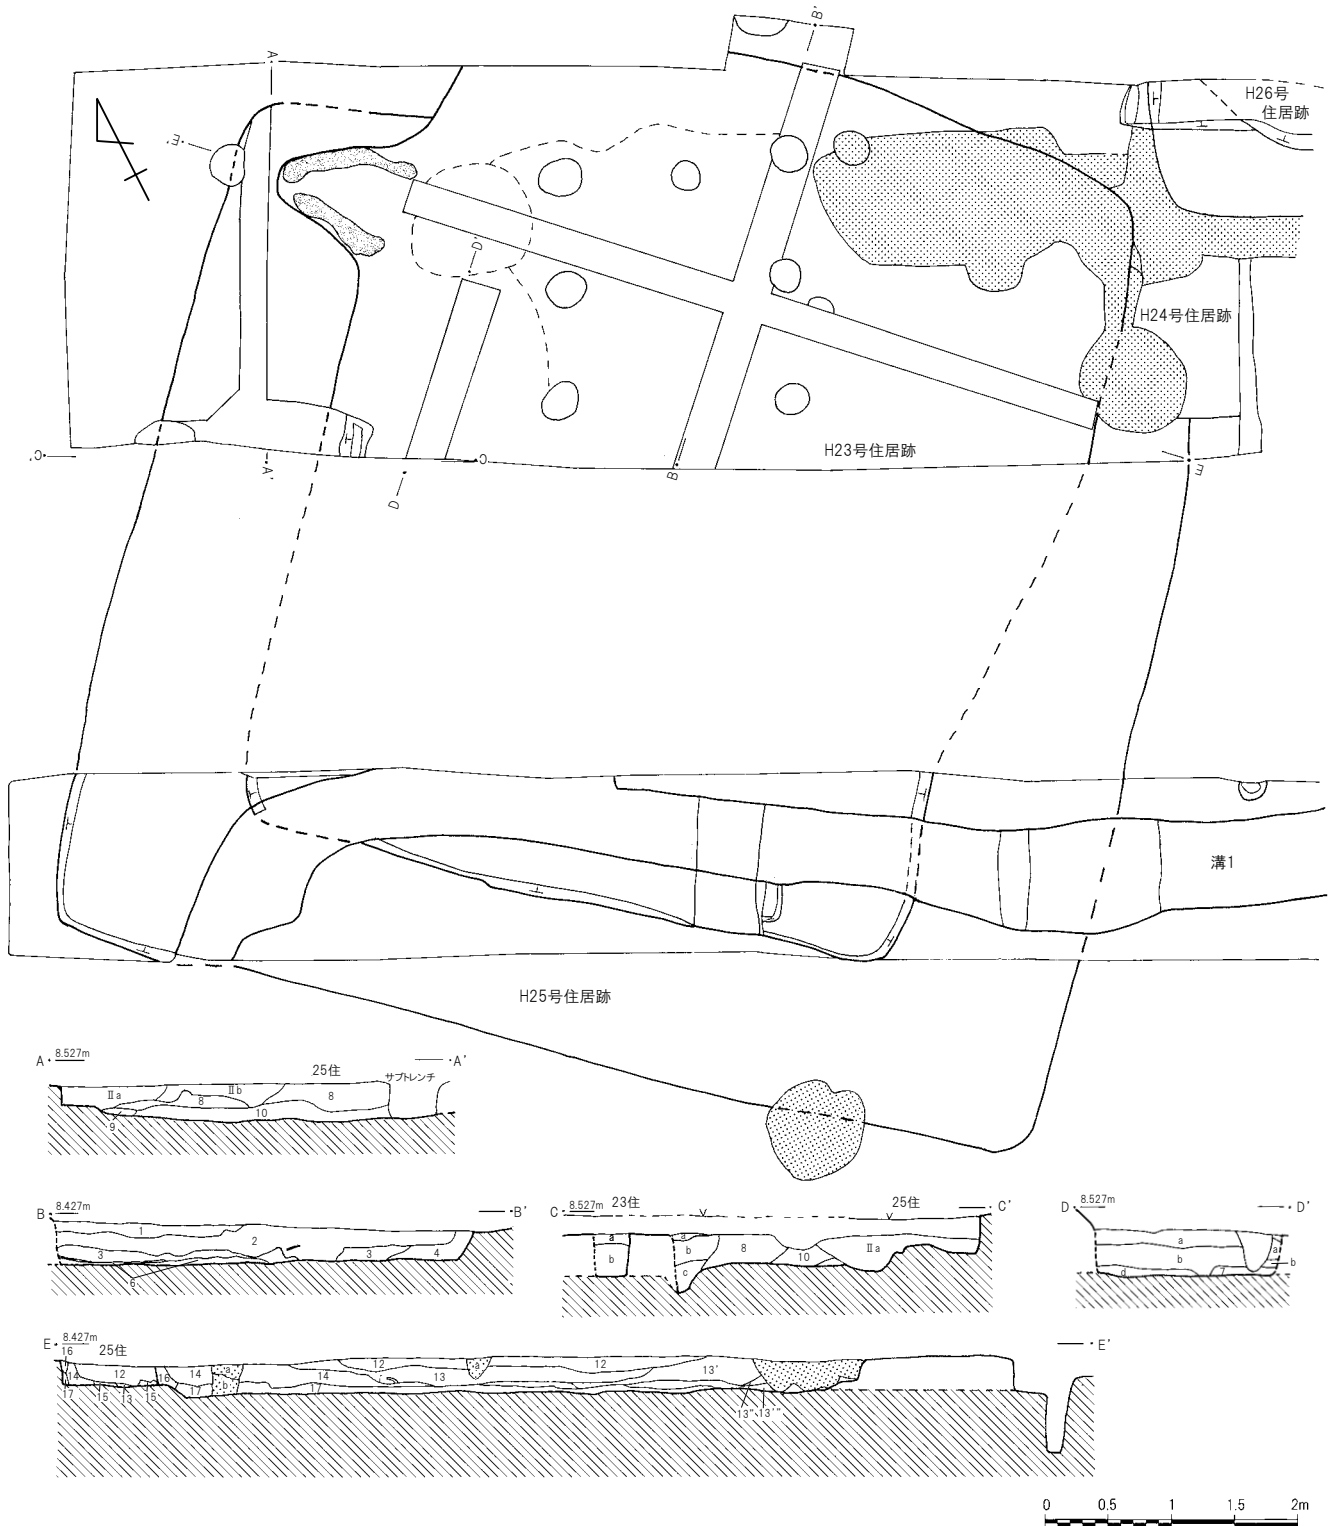 B'
A
E'
H26号
住居跡
D'
H24号住居跡
H23号住居跡
C'
A'
C
B
D
E
溝1
H25号住居跡
A 8.527m
25住
サブトレンチ
A'
Ⅱa
Ⅱb
8
8
10
9
B 8.427m
B'
1
2
3
3
4
6
C 8.527m
23住
25住
C'
a
b
a
b
c
8
10
Ⅱa
D 8.527m
D'
a
b
d
7
a
b
E 8.427m
25住
E'
16
14
12
16
14
a
12
a
12
13'
17
15
13
15
17
b
17
14
13
13''
13'''
0 0.5 1 1.5 2m